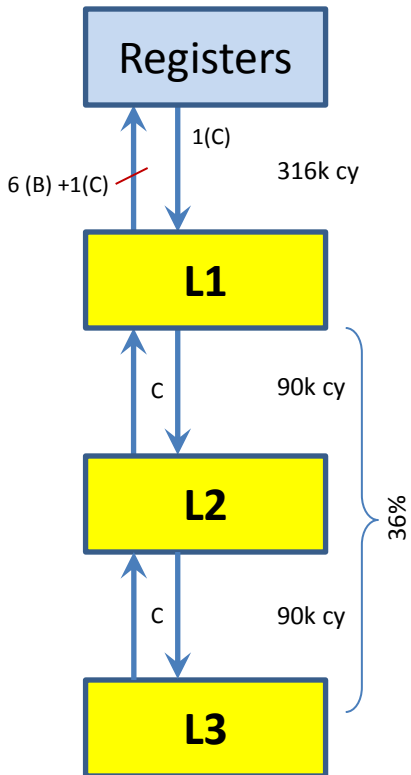 Registers
1(C)
6 (B) +1(C)
316k cy
L1
C
90k cy
36%
L2
C
90k cy
L3